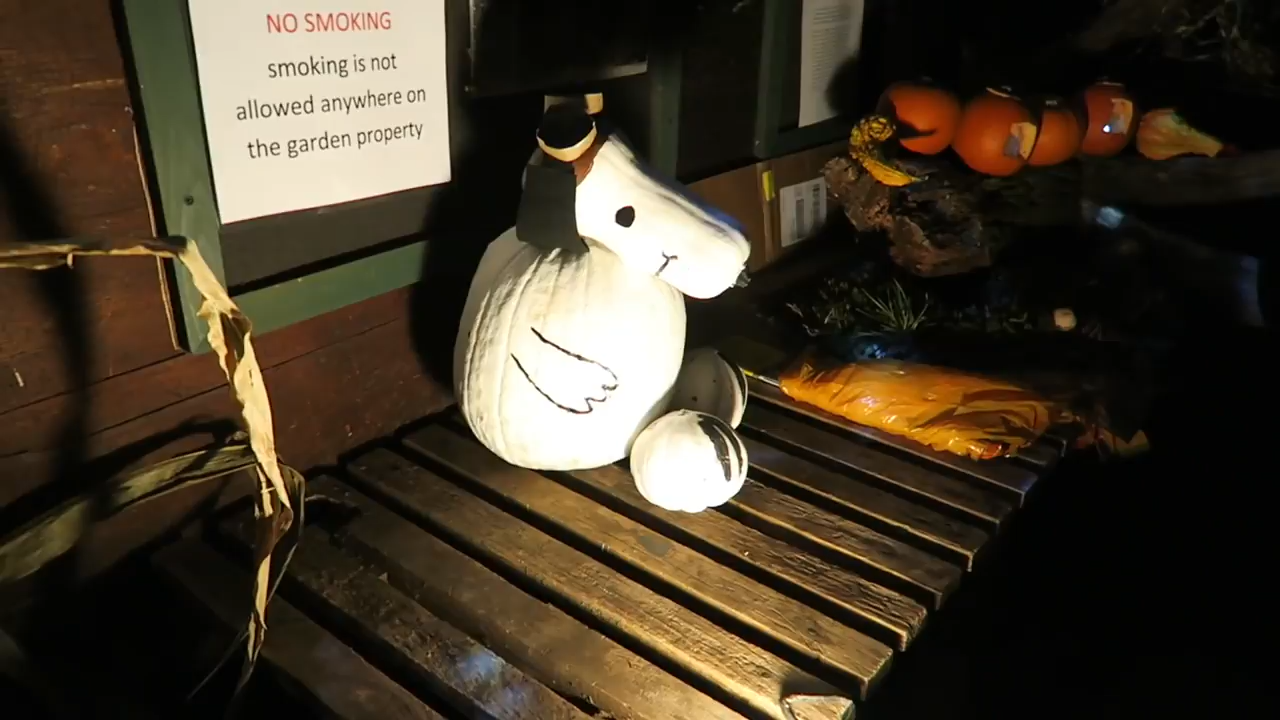 NO SMOKING
smoking is not
allowed anywhere on
the garden property